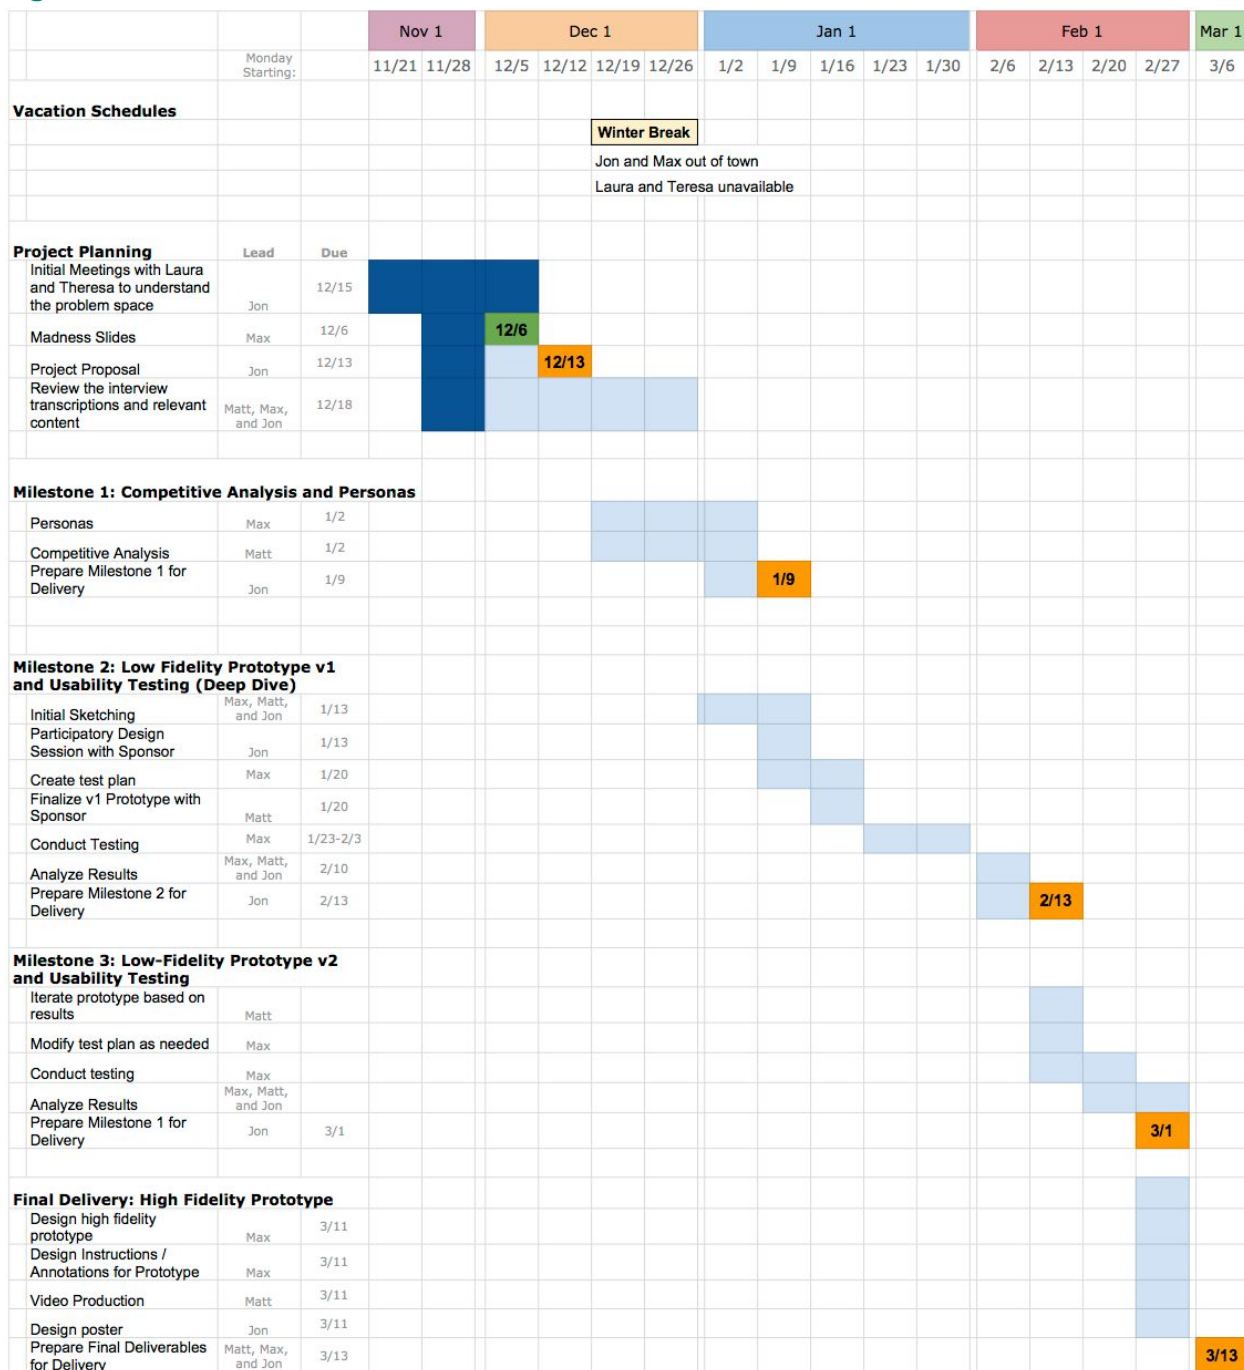 Nov 1 Dec 1 Jan 1 Feb 1 Mar 1
Monday Starting: 11/21 11/28 12/5 12/12 12/19 12/26 1/2 1/9 1/16 1/23 1/30 2/6 2/13 2/20 2/27 3/6
Vacation Schedules
Winter Break
Jon and Max out of town
Laura and Teresa unavailable
Project Planning Lead Due
Initial Meetings with Laura
and Theresa to understand
the problem space Jon 12/15
Madness Slides Max 12/6 12/6
Project Proposal Jon 12/13 12/13
Review the interview
transcriptions and relevant
content Matt, Max, and Jon 12/18
Milestone 1: Competitive Analysis and Personas
Personas Max 1/2
Competitive Analysis Matt 1/2
Prepare Milestone 1 for
Delivery Jon 1/9 1/9
Milestone 2: Low Fidelity Prototype v1
and Usability Testing (Deep Dive)
Initial Sketching Max, Matt, and Jon 1/13
Participatory Design
Session with Sponsor Jon 1/13
Create test plan Max 1/20
Finalize v1 Prototype with
Sponsor Matt 1/20
Conduct Testing Max 1/23-2/3
Analyze Results Max, Matt, and Jon 2/10
Prepare Milestone 2 for
Delivery Jon 2/13 2/13
Milestone 3: Low-Fidelity Prototype v2
and Usability Testing
Iterate prototype based on
results Matt
Modify test plan as needed Max
Conduct testing Max
Analyze Results Max, Matt, and Jon
Prepare Milestone 1 for
Delivery Jon 3/1 3/1
Final Delivery: High Fidelity Prototype
Design high fidelity
prototype Max 3/11
Design Instructions /
Annotations for Prototype Max 3/11
Video Production Matt 3/11
Design poster Jon 3/11
Prepare Final Deliverables
for Delivery Matt, Max, and Jon 3/13 3/13